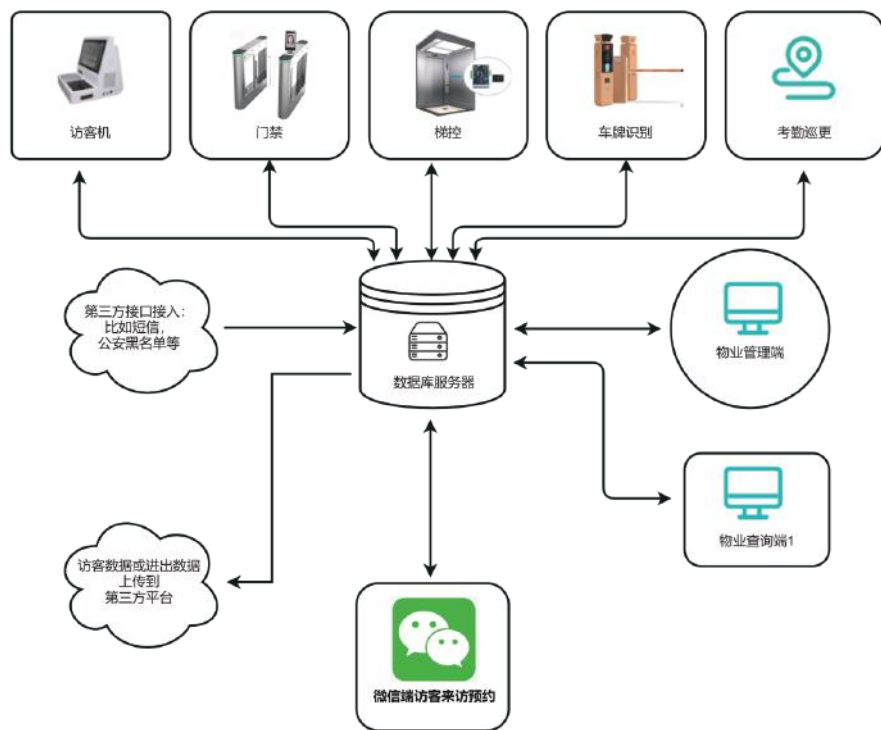 访客机
门禁
梯控
车牌识别
考勤巡更
第三方接口接入：
比如短信，
公安黑名单等
数据库服务器
物业管理端
物业查询端1
访客数据或进出数据
上传到
第三方平台
微信端访客来访预约